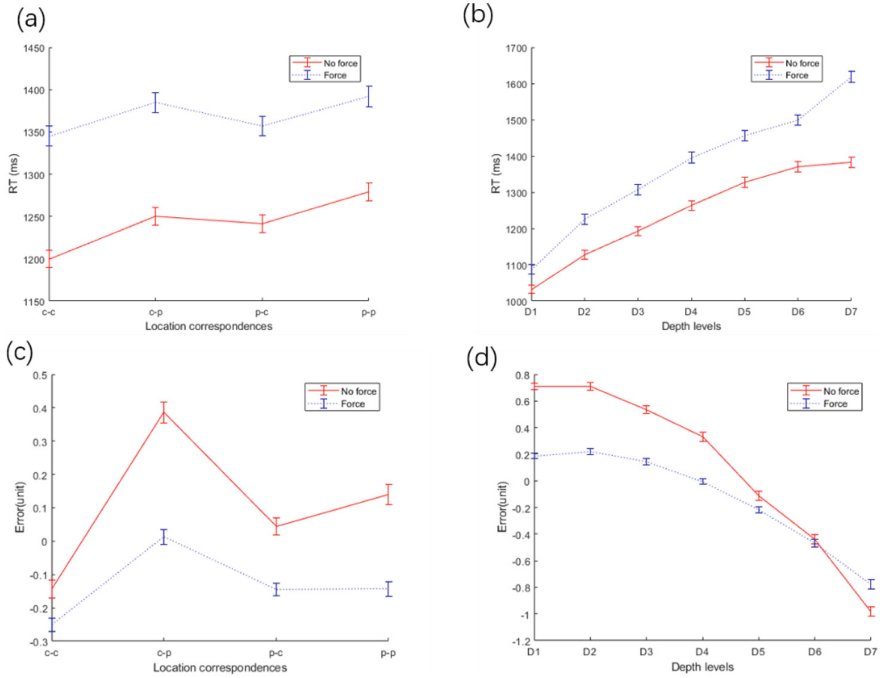 (a)
1450
1400
1350
1300
1250
1200
1150
RT (ms)
No force
Force
c-c
c-p
p-c
p-p
Location correspondences
(b)
1700
1600
1500
1400
1300
1200
1100
1000
RT (ms)
No force
Force
D1
D2
D3
D4
D5
D6
D7
Depth levels
(c)
0.5
0.4
0.3
0.2
0.1
0
-0.1
-0.2
-0.3
Error(unit)
No force
Force
c-c
c-p
p-c
p-p
Location correspondences
(d)
0.8
0.6
0.4
0.2
0
-0.2
-0.4
-0.6
-0.8
-1
-1.2
Error(unit)
No force
Force
D1
D2
D3
D4
D5
D6
D7
Depth levels